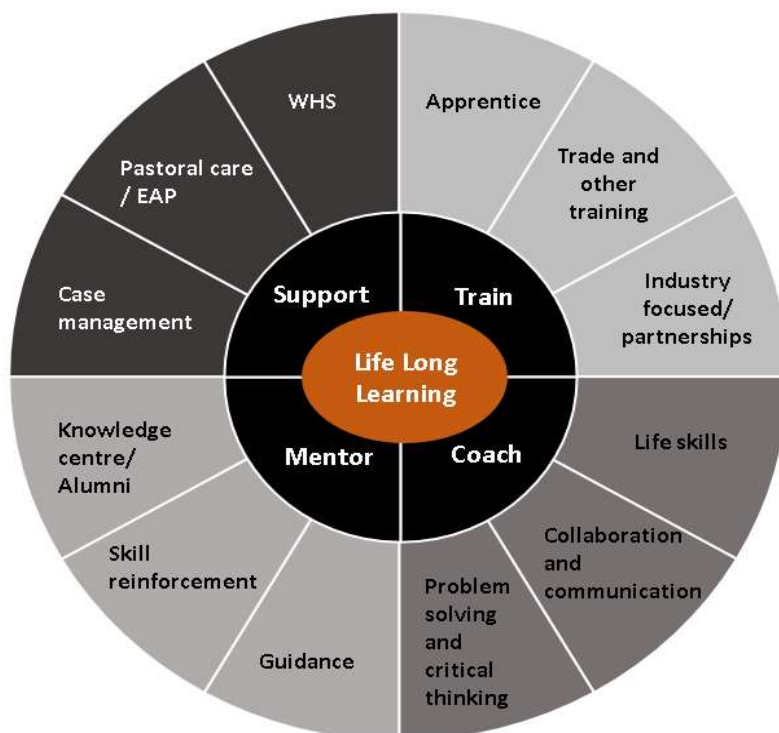 WHS
Apprentice
Pastoral care
/ EAP
Trade and
other
training
Case
management
Support
Train
Industry
focused/
partnerships
Life Long
Learning
Knowledge
centre/
Alumni
Mentor
Coach
Life skills
Skill
reinforcement
Collaboration
and
communication
Guidance
Problem
solving
and
critical
thinking